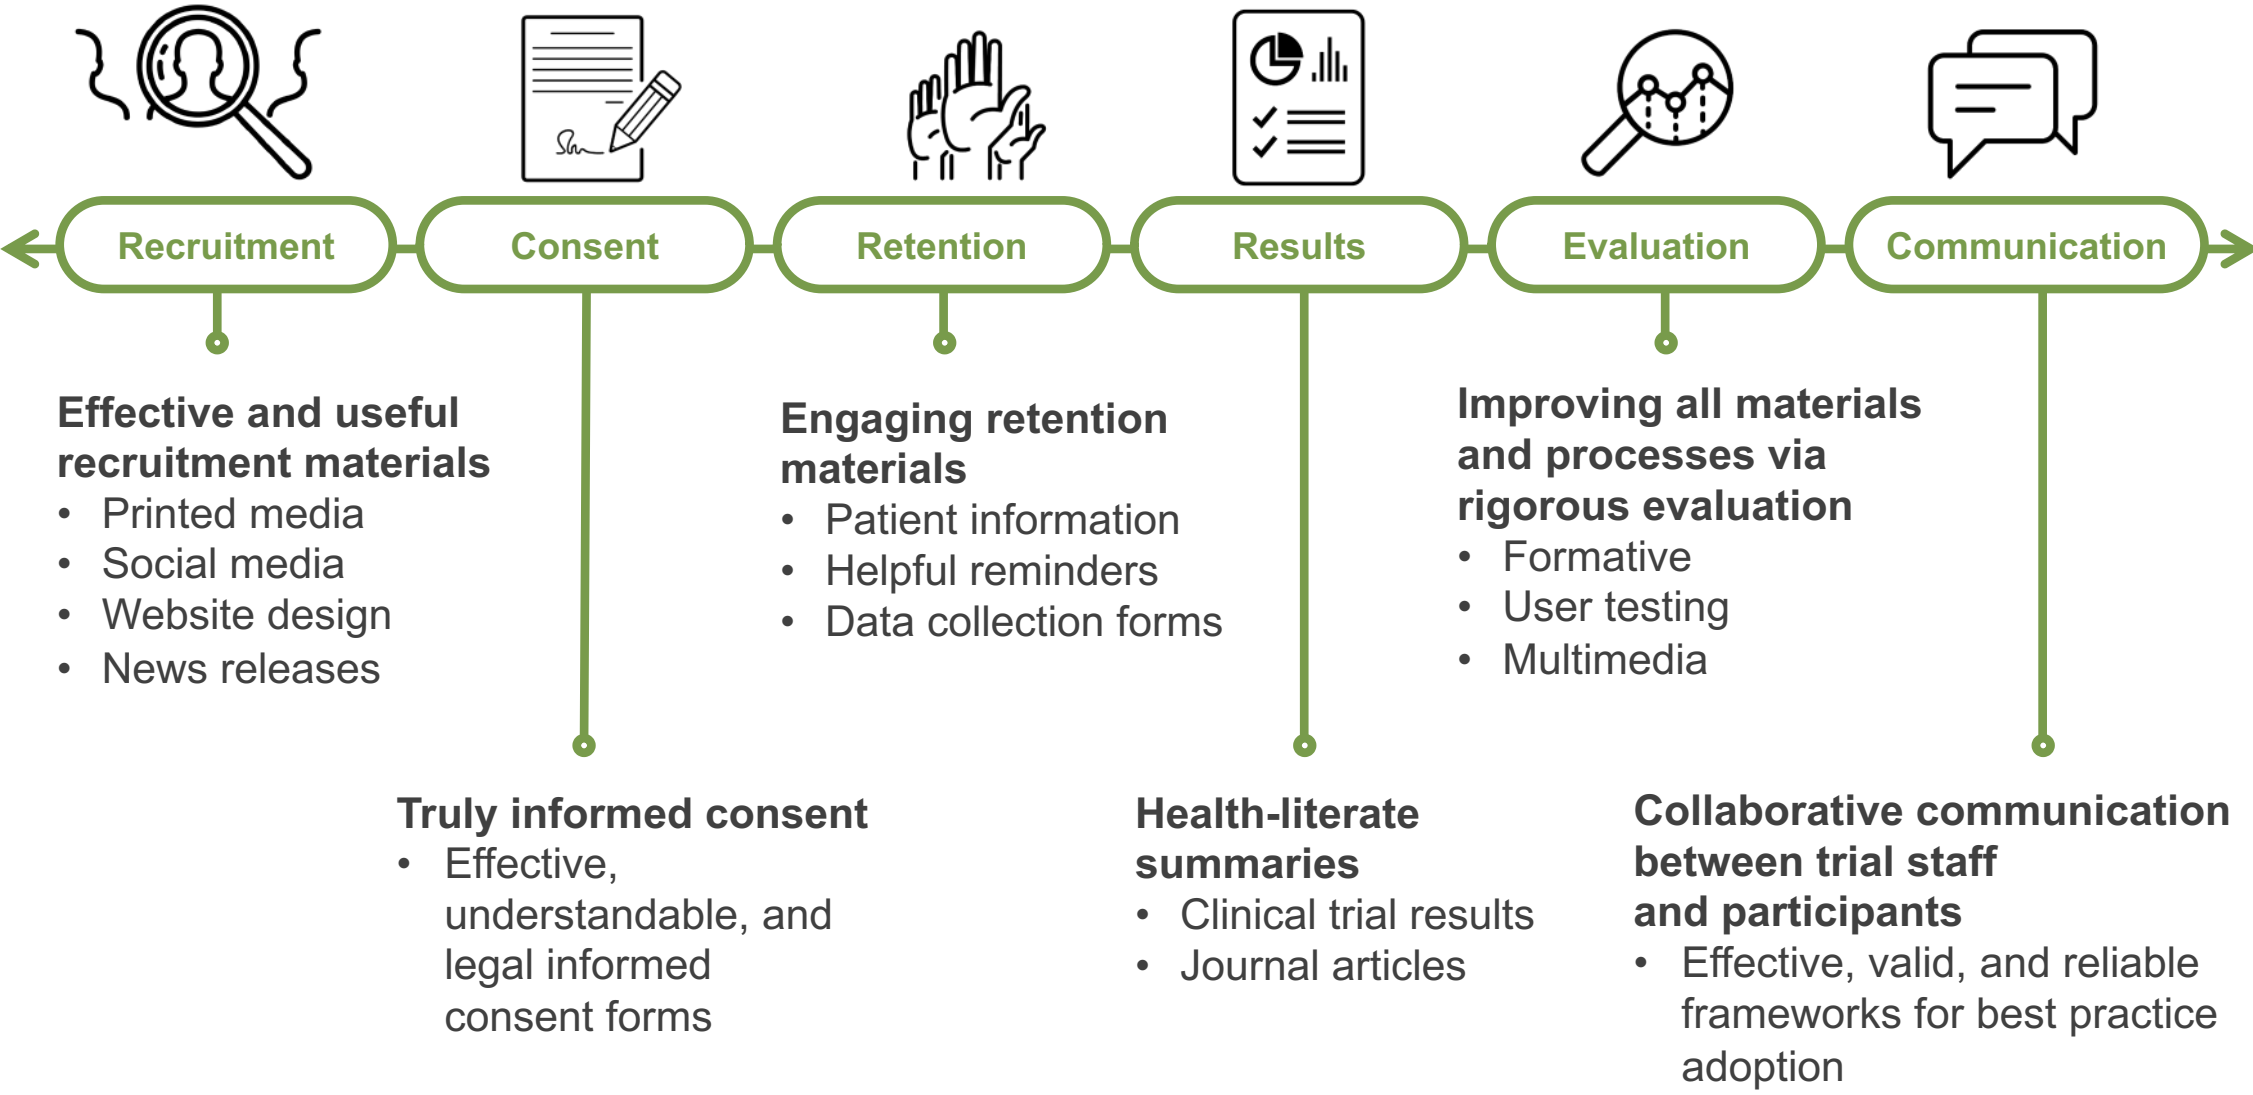 Recruitment
Consent
Retention
Results
Evaluation
Communication
Effective and useful
recruitment materials
• Printed media
• Social media
• Website design
• News releases
Truly informed consent
• Effective,
understandable, and
legal informed
consent forms
Engaging retention
materials
• Patient information
• Helpful reminders
• Data collection forms
Health-literate
summaries
• Clinical trial results
• Journal articles
Improving all materials
and processes via
rigorous evaluation
• Formative
• User testing
• Multimedia
Collaborative communication
between trial staff
and participants
• Effective, valid, and reliable
frameworks for best practice
adoption